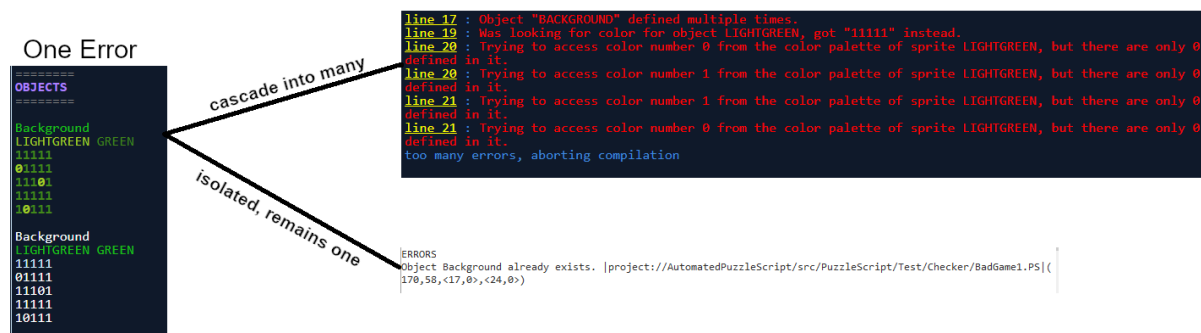 One Error
========
OBJECTS
========
Background
LIGHTGREEN GREEN
11111
01111
11101
11111
10111
Background
LIGHTGREEN GREEN
11111
01111
11101
11111
10111
cascade into many
isolated, remains one
line 17 : Object "BACKGROUND" defined multiple times.
line 19 : Was looking for color for object LIGHTGREEN, got "11111" instead.
line 20 : Trying to access color number 0 from the color palette of sprite LIGHTGREEN, but there are only 0
defined in it.
line 20 : Trying to access color number 1 from the color palette of sprite LIGHTGREEN, but there are only 0
defined in it.
line 21 : Trying to access color number 1 from the color palette of sprite LIGHTGREEN, but there are only 0
defined in it.
line 21 : Trying to access color number 0 from the color palette of sprite LIGHTGREEN, but there are only 0
defined in it.
too many errors, aborting compilation
ERRORS
Object Background already exists. |project://AutomatedPuzzleScript/src/PuzzleScript/Test/Checker/BadGame1.PS|(
170,58,<17,0>,<24,0>)